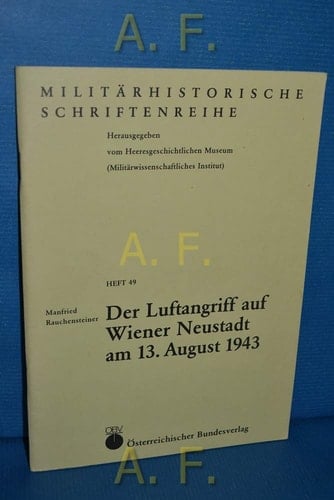 A. F.
MILITÄRHISTORISCHE
SCHRIFTENREIHE
Herausgegeben
vom Heeresgeschichtlichen Museum
(Militärwissenschaftliches Institut)
A. F.
HEFT 49
Manfried
Rauchensteiner
Der Luftangriff auf
Wiener Neustadt
am 13. August 1943
ÖBV
Österreichischer Bundesverlag
A. F.